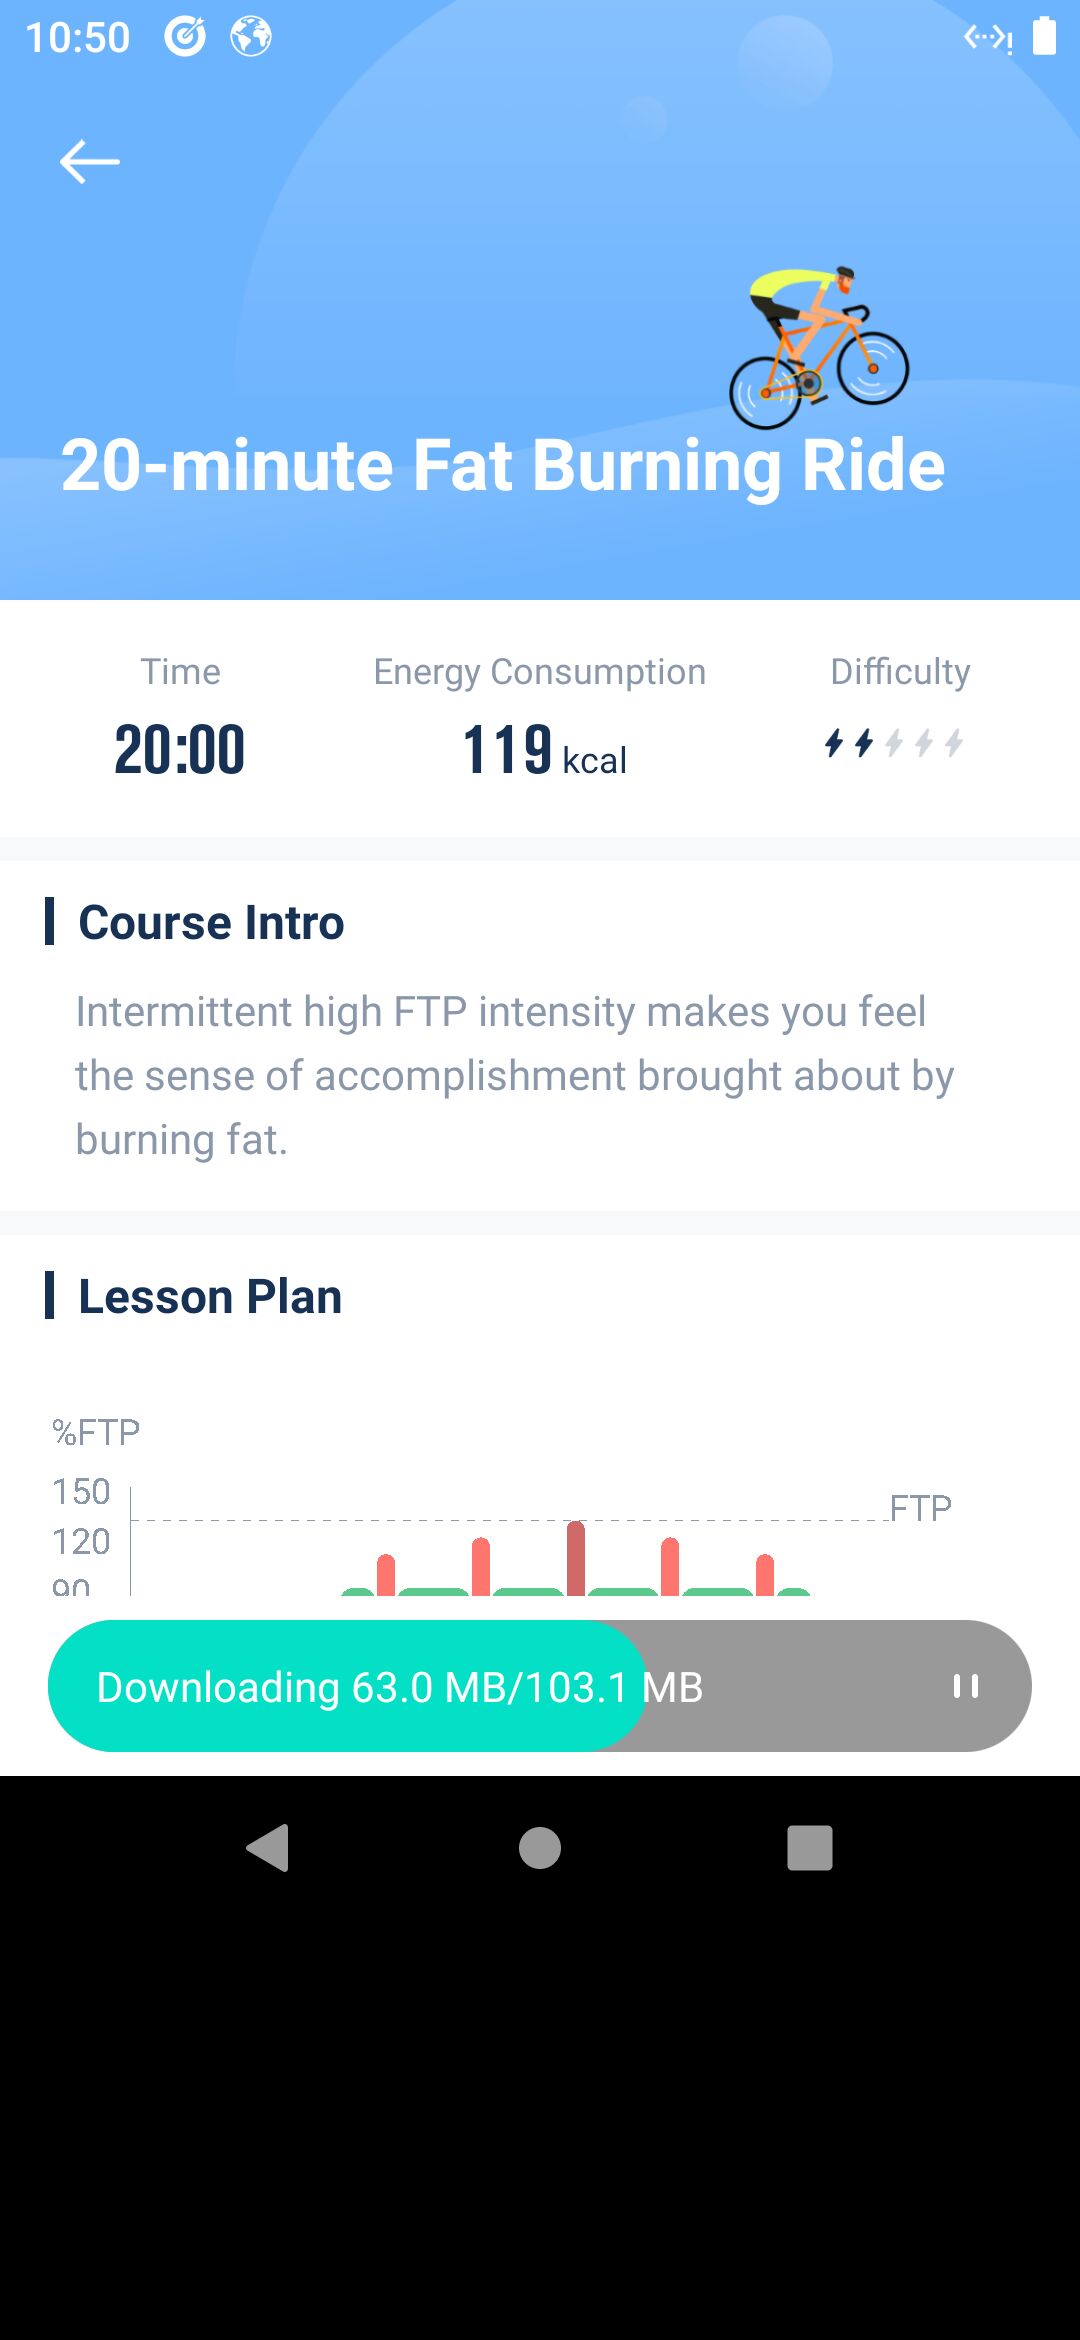 10:50
20-minute Fat Burning Ride
Time
Energy Consumption
Difficulty
20:00
119 kcal
Course Intro
Intermittent high FTP intensity makes you feel
the sense of accomplishment brought about by
burning fat.
Lesson Plan
%FTP
150
FTP
120
90
Downloading 63.0 MB/103.1 MB